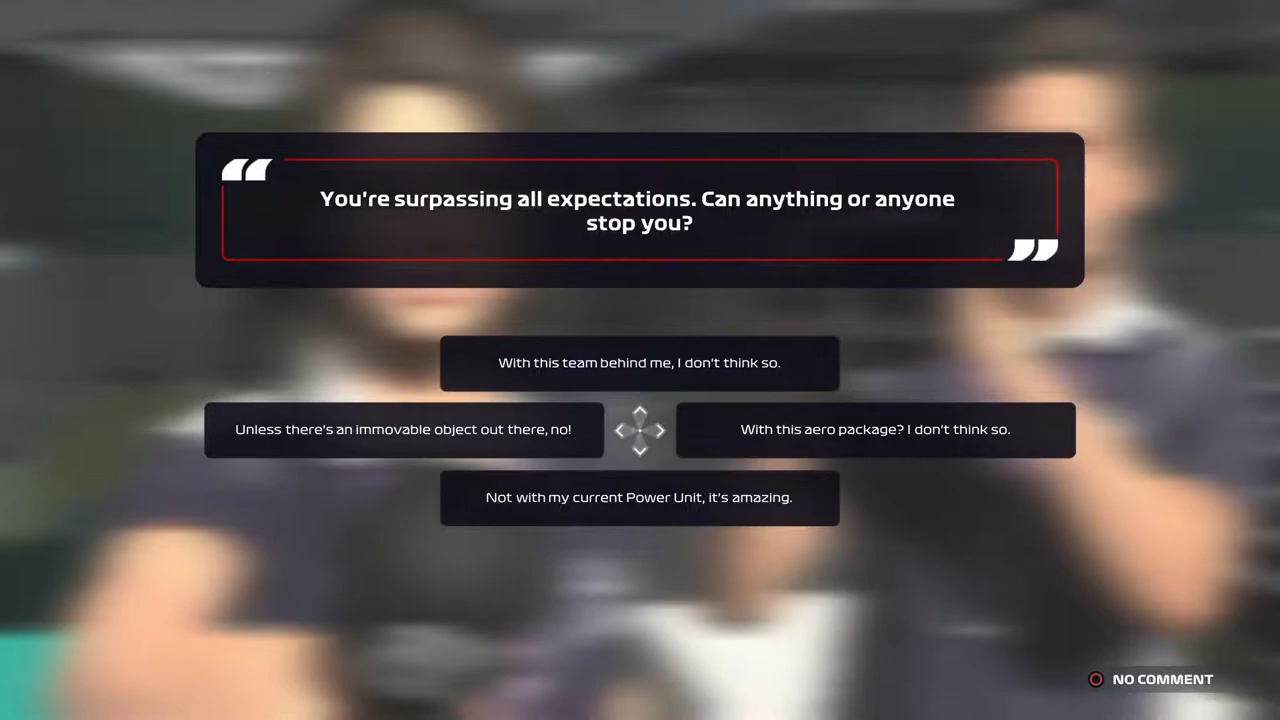 You're surpassing all expectations. Can anything or anyone
stop you?
With this team behind me, I don't think so.
Unless there's an immovable object out there, no!
With this aero package? I don't think so.
Not with my current Power Unit, it's amazing.
NO COMMENT